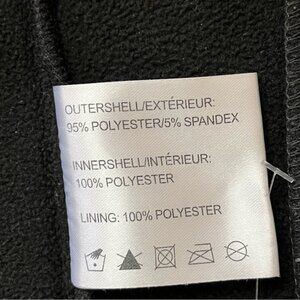 OUTERSHELL/EXTÉRIEUR:
95% POLYESTER/5% SPANDEX
INNERSHELL/INTÉRIEUR:
100% POLYESTER
LINING: 100% POLYESTER